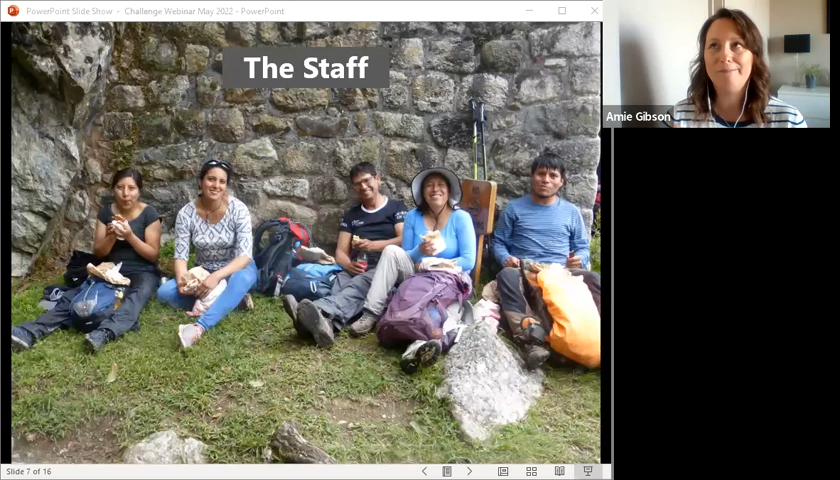 PowerPoint Slide Show - Challenge Webinar May 2022 - PowerPoint
The Staff
Amie Gibson
Slide 7 of 16